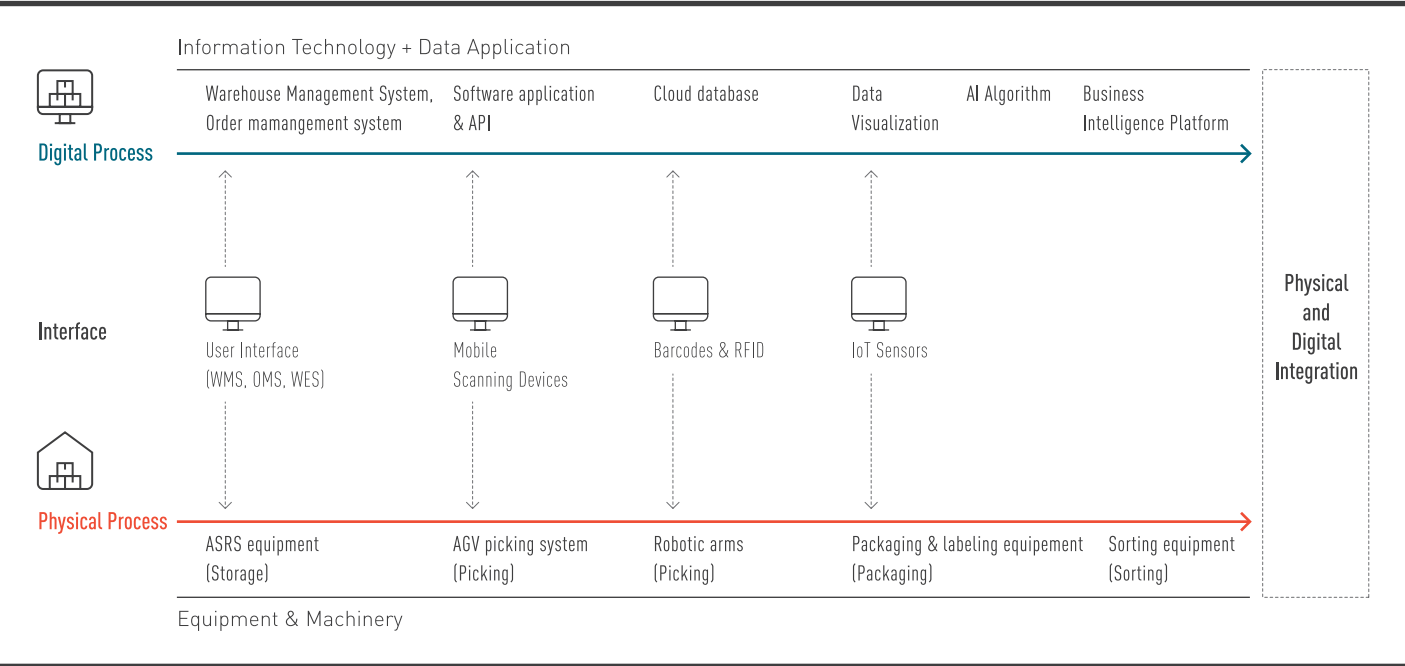 Information Technology + Data Application
Warehouse Management System,
Order mamangement system
Software application
& API
Cloud database
Data
Visualization
AI Algorithm
Business
Intelligence Platform
Digital Process
Interface
User Interface
(WMS, OMS, WES)
Mobile
Scanning Devices
Barcodes & RFID
IoT Sensors
Physical
and
Digital
Integration
Physical Process
ASRS equipment
(Storage)
AGV picking system
(Picking)
Robotic arms
(Picking)
Packaging & labeling equipement
(Packaging)
Sorting equipment
(Sorting)
Equipment & Machinery